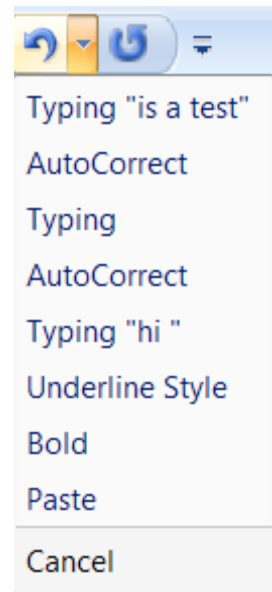 Typing "is a test"
AutoCorrect
Typing
AutoCorrect
Typing "hi "
Underline Style
Bold
Paste
Cancel